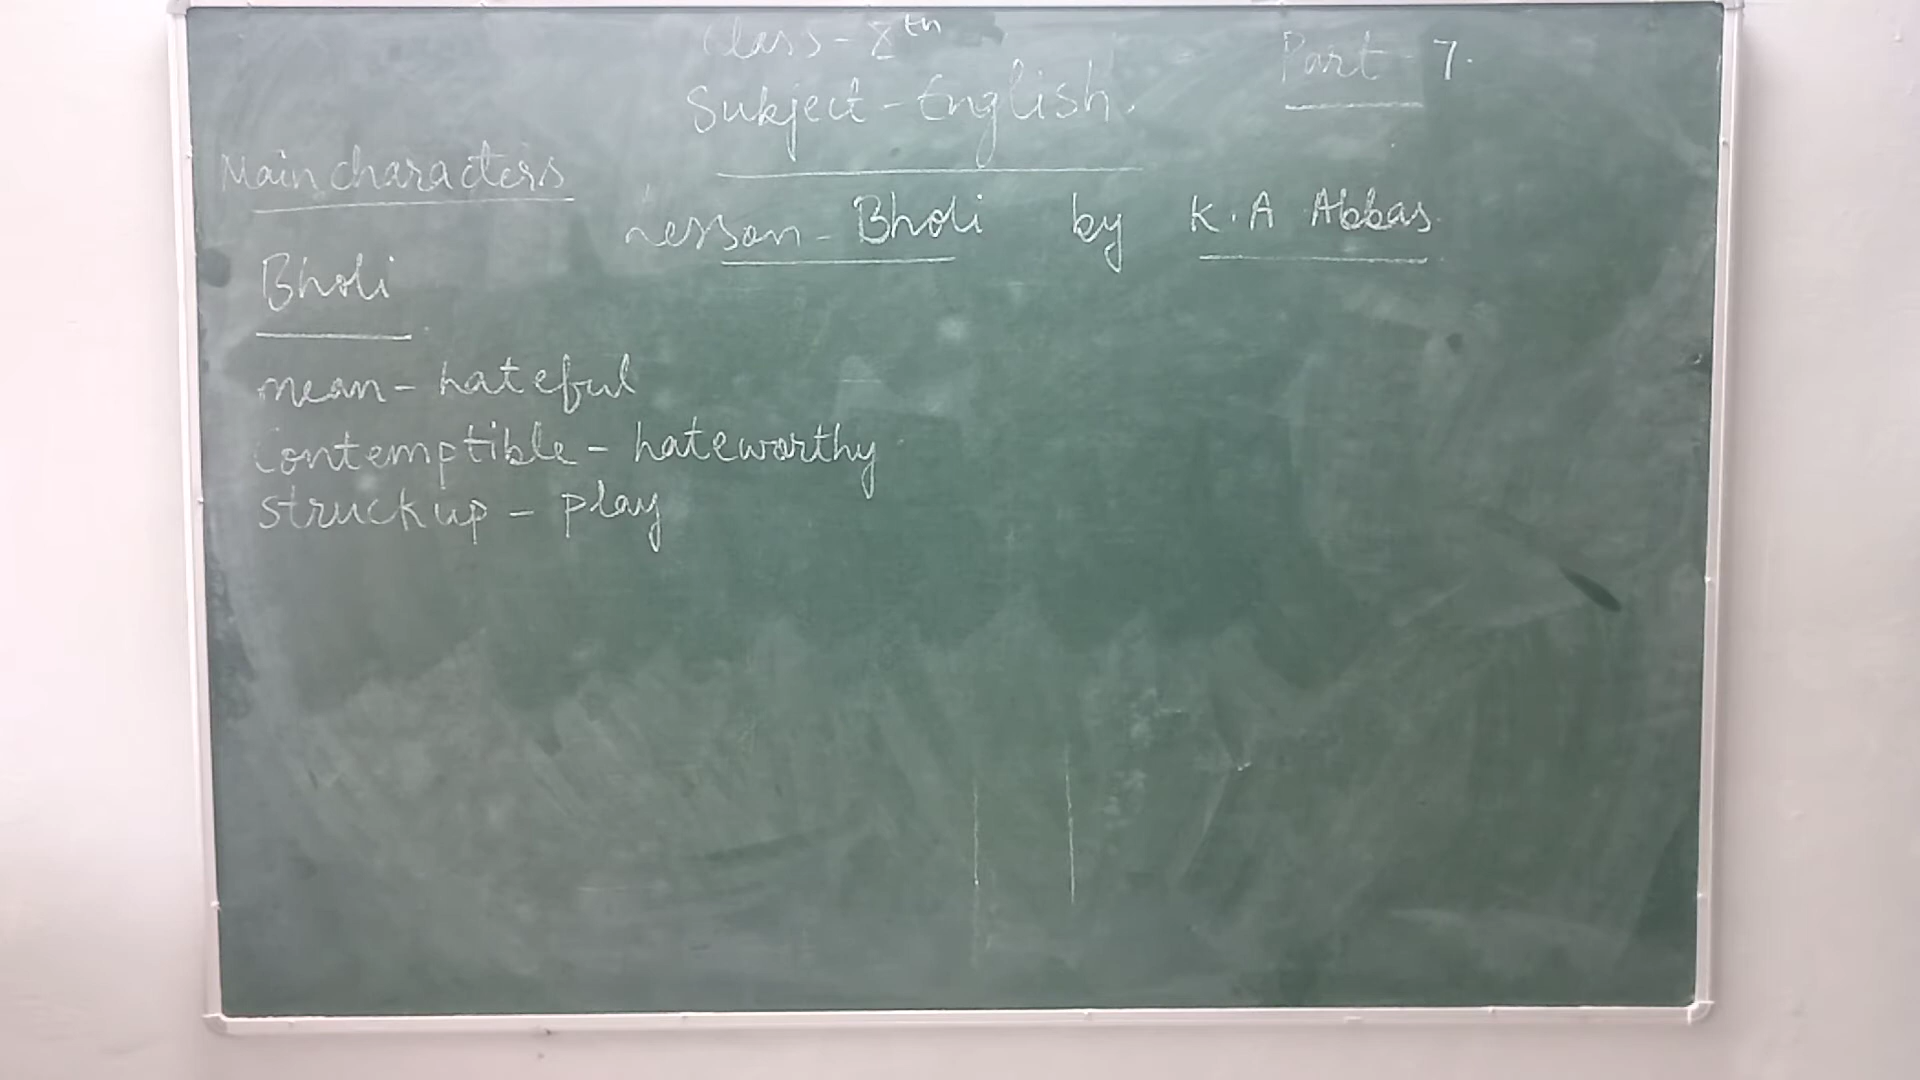 Class - Xth
Part - 7.
Subject - English.
Main characters
Lesson - Bholi by K.A Abbas.
Bholi
mean - hateful
Contemptible - hateworthy
struck up - play